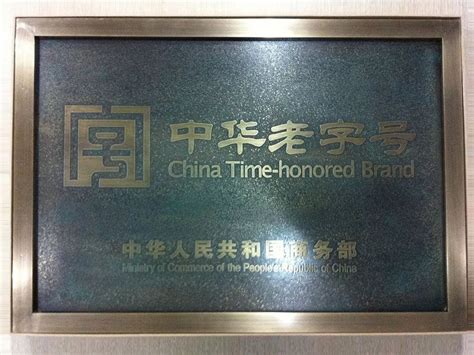 中华老字号
China Time-honored Brand
中华人民共和国商务部
Ministry of Commerce of the People's Republic of China